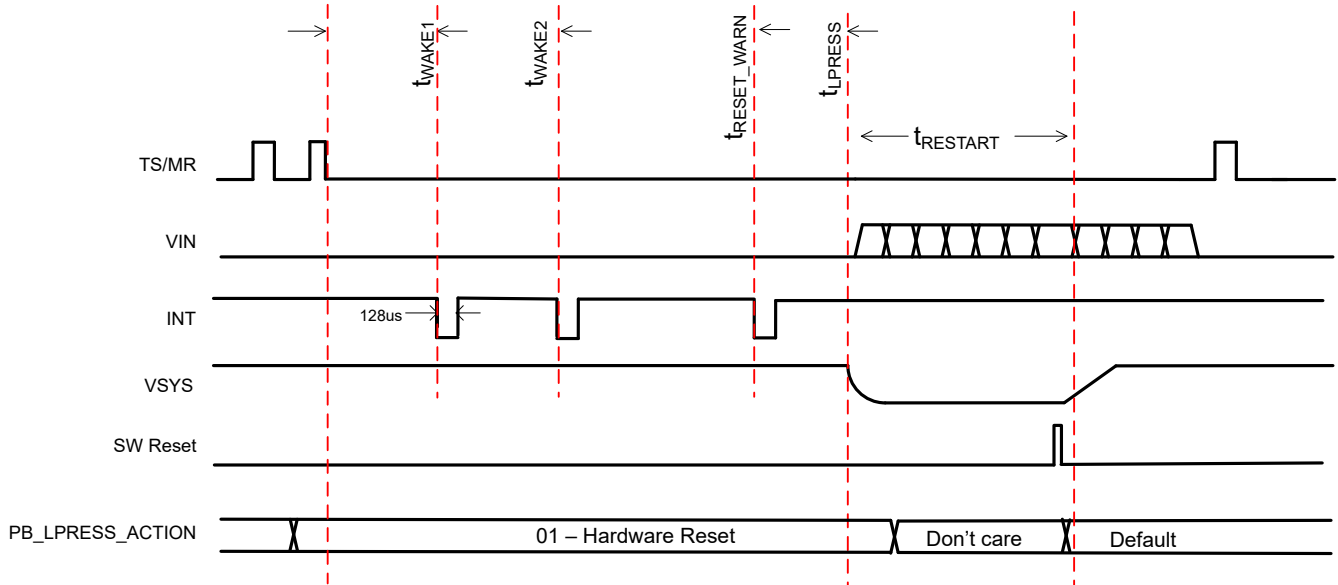 tWAKE1
tWAKE2
tRESET_WARN
tLPRESS
tRESTART
TS/MR
VIN
INT
128us
VSYS
SW Reset
PB_LPRESS_ACTION
01 – Hardware Reset
Don't care
Default